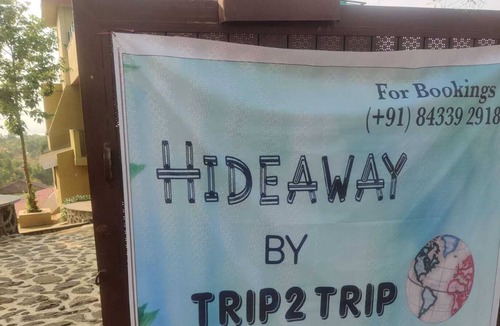 For Bookings
(+91) 84339 2918
HIDEAWAY
BY
TRIP2TRIP